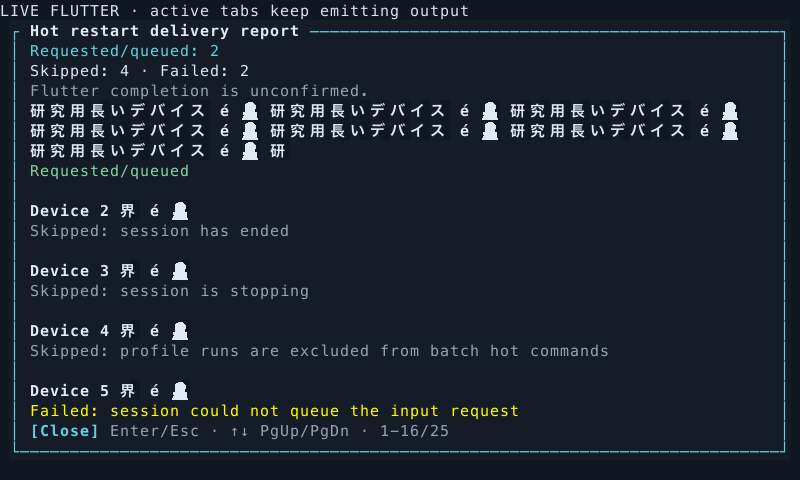 LIVE FLUTTER · active tabs keep emitting output
Hot restart delivery report
Requested/queued: 2
Skipped: 4 · Failed: 2
Flutter completion is unconfirmed.
研究用長いデバイス é 👤 研究用長いデバイス é 👤 研究用長いデバイス é 👤
研究用長いデバイス é 👤 研究用長いデバイス é 👤 研究用長いデバイス é 👤
研究用長いデバイス é 👤 研
Requested/queued
Device 2 界 é 👤
Skipped: session has ended
Device 3 界 é 👤
Skipped: session is stopping
Device 4 界 é 👤
Skipped: profile runs are excluded from batch hot commands
Device 5 界 é 👤
Failed: session could not queue the input request
[Close] Enter/Esc · ↑↓ PgUp/PgDn · 1–16/25